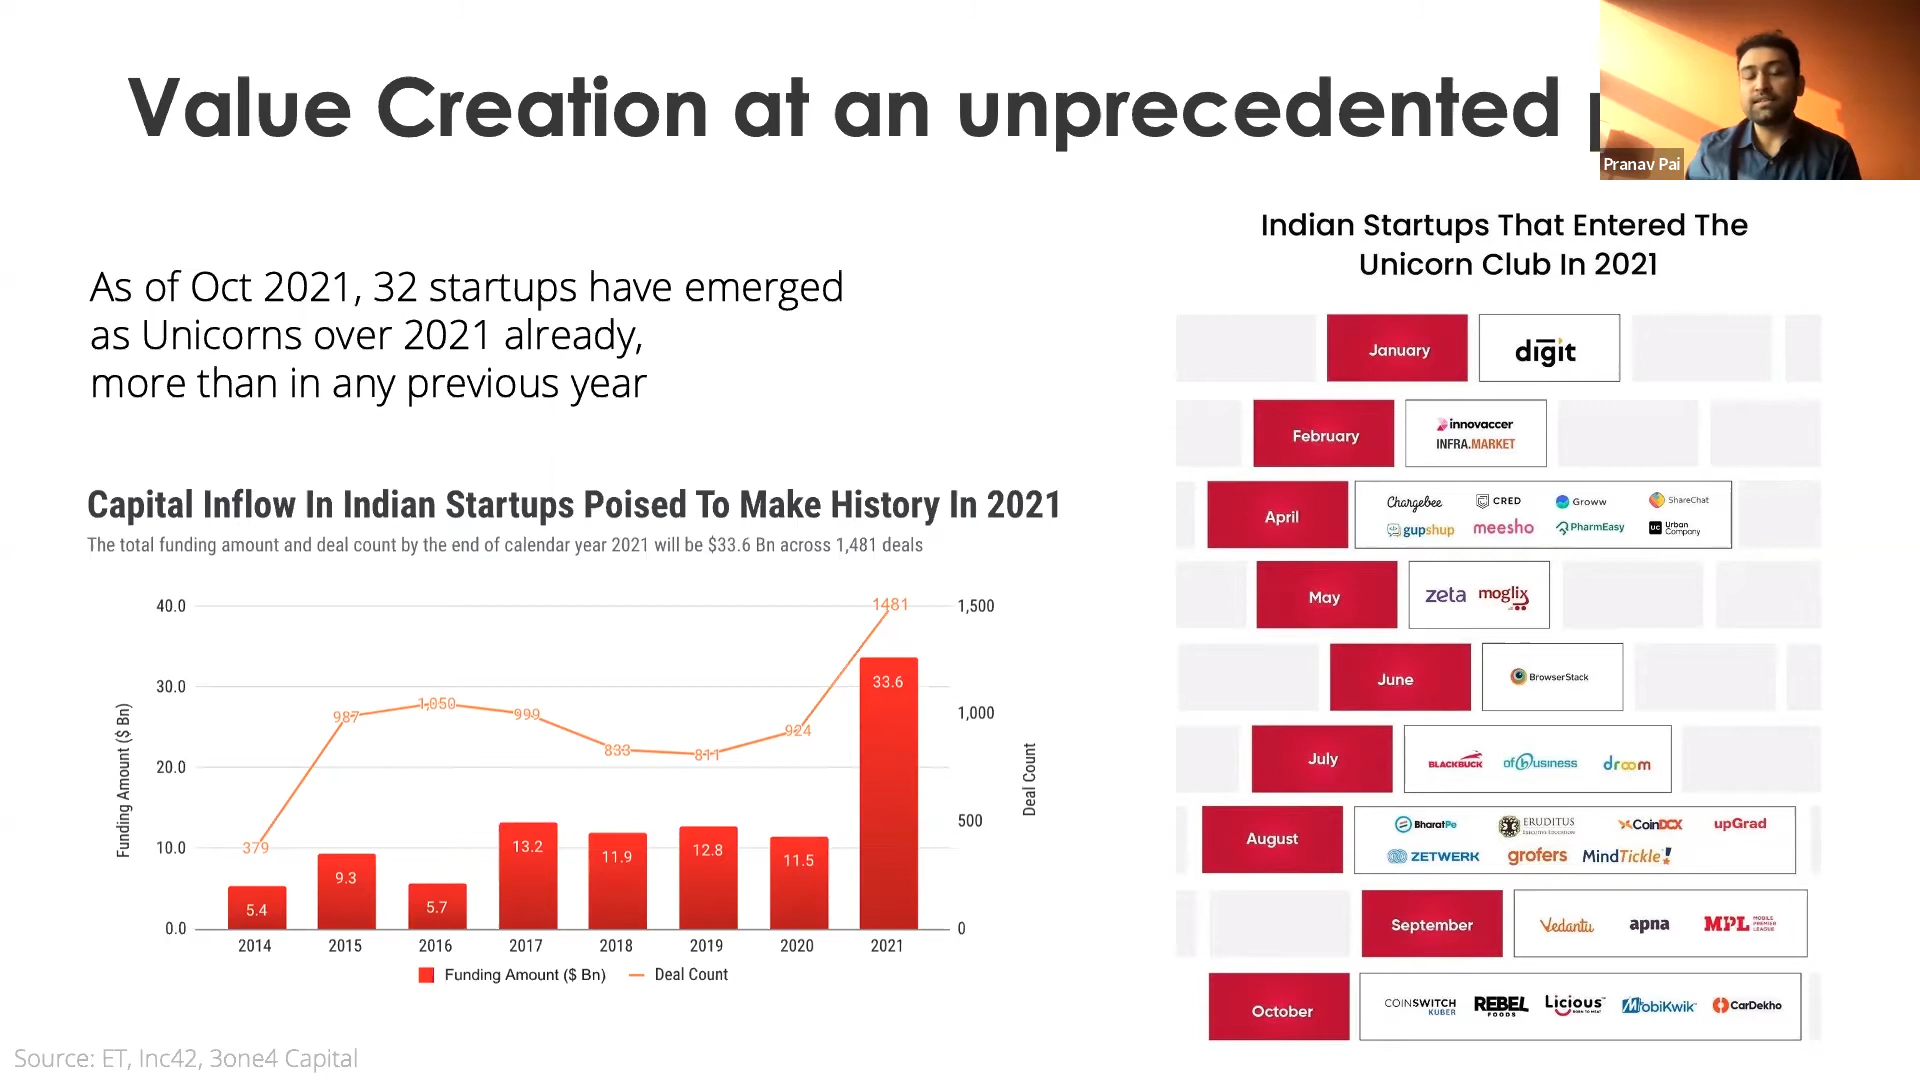 Value Creation at an unprecedented
Pranav Pai
As of Oct 2021, 32 startups have emerged
as Unicorns over 2021 already,
more than in any previous year
Capital Inflow In Indian Startups Poised To Make History In 2021
The total funding amount and deal count by the end of calendar year 2021 will be $33.6 Bn across 1,481 deals
Funding Amount ($ Bn)
40.0
30.0
20.0
10.0
0.0
1,500
1,000
500
0
Deal Count
379
987
1,050
999
833
811
924
1481
5.4
9.3
5.7
13.2
11.9
12.8
11.5
33.6
2014 2015 2016 2017 2018 2019 2020 2021
Funding Amount ($ Bn) Deal Count
Indian Startups That Entered The
Unicorn Club In 2021
January
digit
February
innovaccer
INFRA.MARKET
April
Chargebee CRED Groww ShareChat
gupshup meesho PharmEasy UC Urban Company
May
zeta moglix
June
BrowserStack
July
BLACKBUCK ofbusiness droom
August
BharatPe ERUDITUS EXECUTIVE EDUCATION CoinDCX upGrad
ZETWERK grofers MindTickle!
September
Vedantu apna MPL MOBILE PREMIER LEAGUE
October
COINSWITCH KUBER REBEL FOODS Licious BORN TO MEAT MobiKwik CarDekho
Source: ET, Inc42, 3one4 Capital